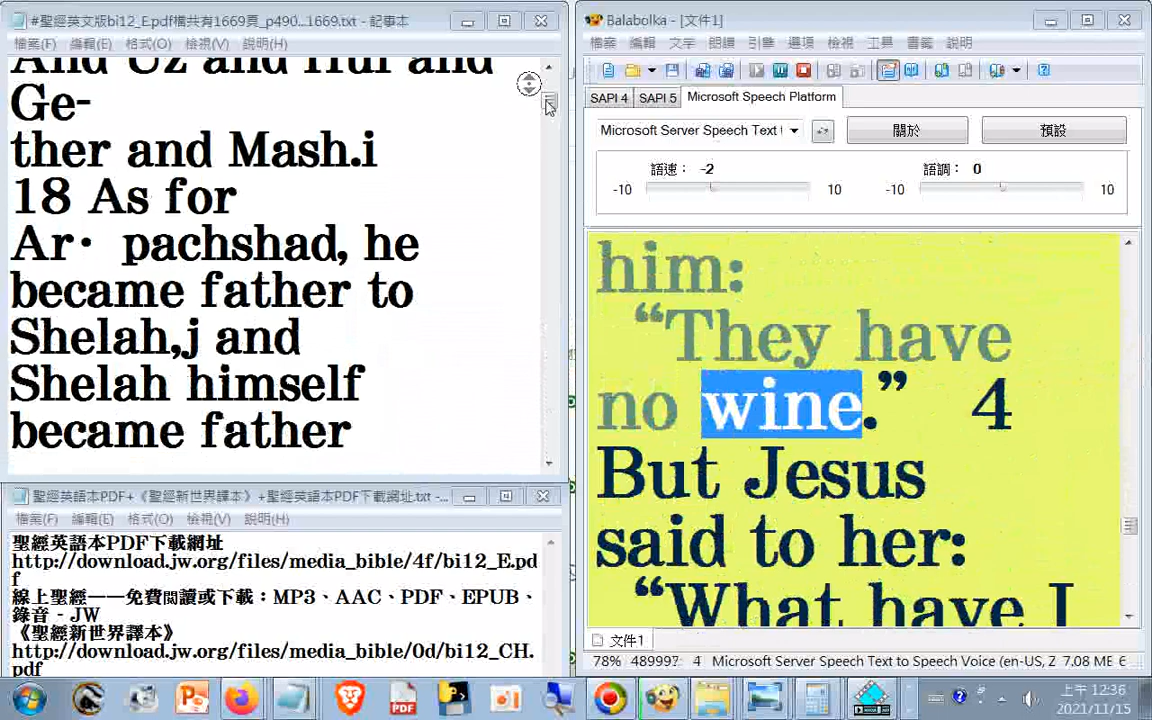 #聖經英文版bi12_E.pdf檔共有1669頁_p490...1669.txt - 記事本
檔案(F) 編輯(E) 格式(O) 檢視(V) 說明(H)
And Uz and Hul and
Ge-
ther and Mash.i
18 As for
Ar· pachshad, he
became father to
Shelah,j and
Shelah himself
became father
聖經英語本PDF+《聖經新世界譯本》+聖經英語本PDF下載網址.txt -...
檔案(F) 編輯(E) 格式(O) 檢視(V) 說明(H)
聖經英語本PDF下載網址
http://download.jw.org/files/media_bible/4f/bi12_E.pd
f
線上聖經——免費閱讀或下載：MP3、AAC、PDF、EPUB、
錄音 - JW
《聖經新世界譯本》
http://download.jw.org/files/media_bible/0d/bi12_CH.
pdf
Balabolka - [文件1]
檔案 編輯 文字 朗讀 引擎 選項 檢視 工具 書籤 說明
SAPI 4 SAPI 5 Microsoft Speech Platform
Microsoft Server Speech Text 關於 預設
語速： -2 語調： 0
-10 10 -10 10
him:
“They have
no wine.” 4
But Jesus
said to her:
“What have I
文件1
78% 489997 4 Microsoft Server Speech Text to Speech Voice (en-US, Z 7.08 ME 6
PDF
上午 12:36
2021/11/15